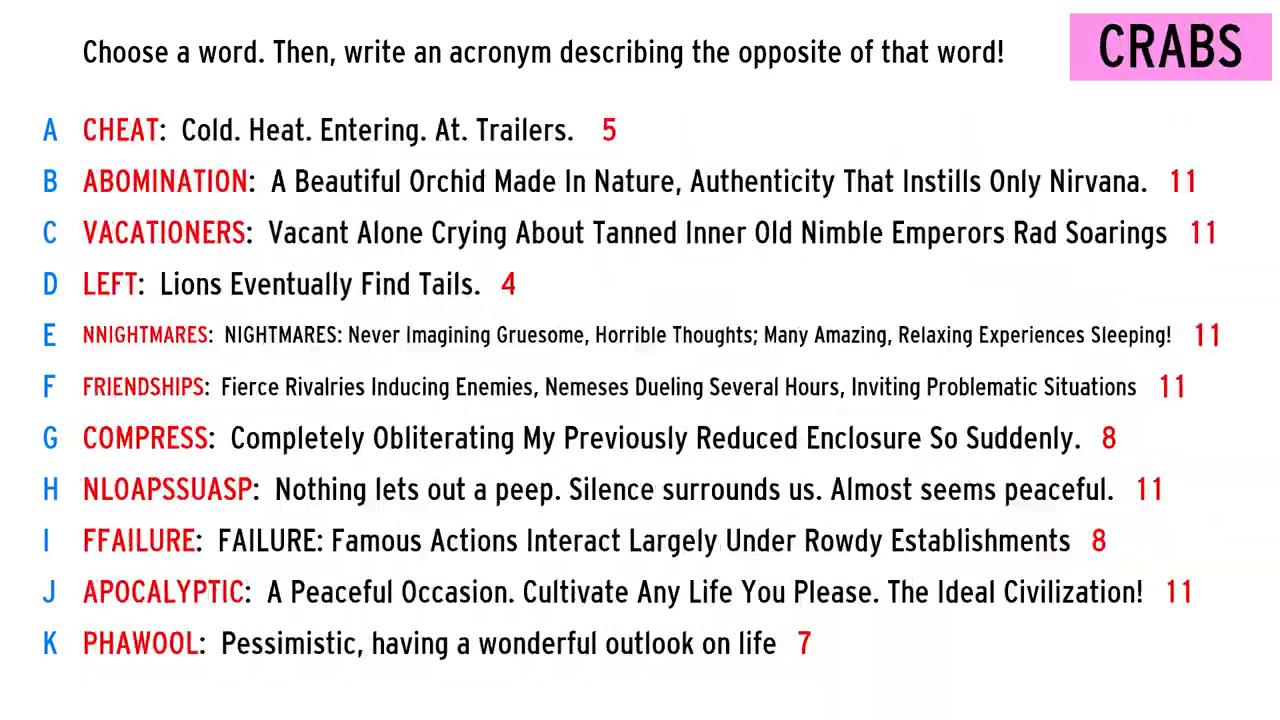 Choose a word. Then, write an acronym describing the opposite of that word!
CRABS
A CHEAT: Cold. Heat. Entering. At. Trailers. 5
B ABOMINATION: A Beautiful Orchid Made In Nature, Authenticity That Instills Only Nirvana. 11
C VACATIONERS: Vacant Alone Crying About Tanned Inner Old Nimble Emperors Rad Soarings 11
D LEFT: Lions Eventually Find Tails. 4
E NNIGHTMARES: NIGHTMARES: Never Imagining Gruesome, Horrible Thoughts; Many Amazing, Relaxing Experiences Sleeping! 11
F FRIENDSHIPS: Fierce Rivalries Inducing Enemies, Nemeses Dueling Several Hours, Inviting Problematic Situations 11
G COMPRESS: Completely Obliterating My Previously Reduced Enclosure So Suddenly. 8
H NLOAPSSUASP: Nothing lets out a peep. Silence surrounds us. Almost seems peaceful. 11
I FFAILURE: FAILURE: Famous Actions Interact Largely Under Rowdy Establishments 8
J APOCALYPTIC: A Peaceful Occasion. Cultivate Any Life You Please. The Ideal Civilization! 11
K PHAWOOL: Pessimistic, having a wonderful outlook on life 7